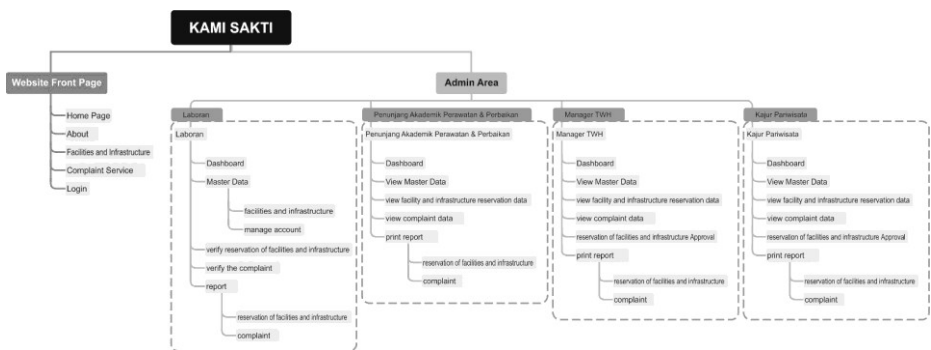 KAMI SAKTI
Website Front Page
Home Page
About
Facilities and Infrastructure
Complaint Service
Login
Admin Area
Laboran
Laboran
Dashboard
Master Data
facilities and infrastructure
manage account
verify reservation of facilities and infrastructure
verify the complaint
report
reservation of facilities and infrastructure
complaint
Penunjang Akademik Perawatan & Perbaikan
Penunjang Akademik Perawatan & Perbaikan
Dashboard
View Master Data
view facility and infrastructure reservation data
view complaint data
print report
reservation of facilities and infrastructure
complaint
Manager TWH
Manager TWH
Dashboard
View Master Data
view facility and infrastructure reservation data
view complaint data
reservation of facilities and infrastructure Approval
print report
reservation of facilities and infrastructure
complaint
Kajur Pariwisata
Kajur Pariwisata
Dashboard
View Master Data
view facility and infrastructure reservation data
view complaint data
reservation of facilities and infrastructure Approval
print report
reservation of facilities and infrastructure
complaint